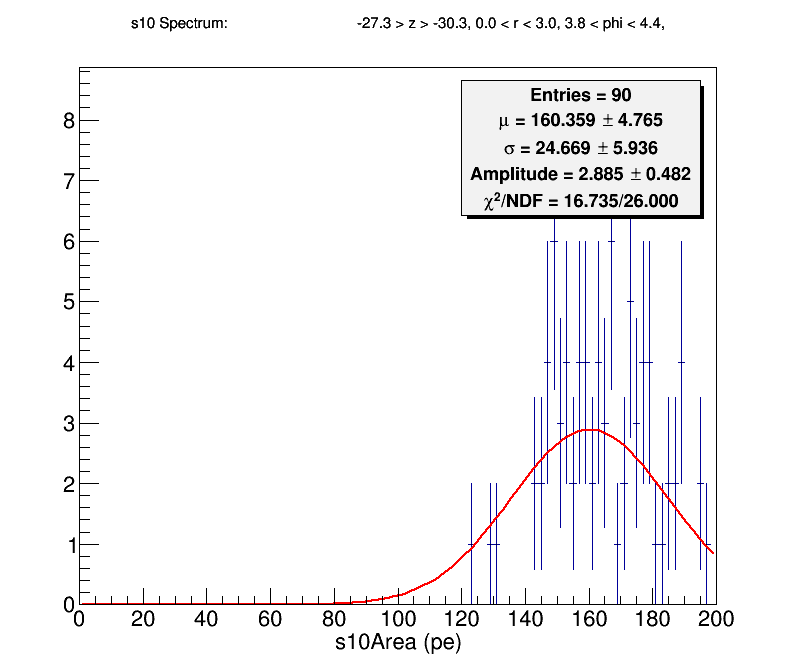 s10 Spectrum: -27.3 > z > -30.3, 0.0 < r < 3.0, 3.8 < phi < 4.4,
Entries = 90
μ = 160.359 ± 4.765
σ = 24.669 ± 5.936
Amplitude = 2.885 ± 0.482
χ²/NDF = 16.735/26.000
8
7
6
5
4
3
2
1
0
0 20 40 60 80 100 120 140 160 180 200
s10Area (pe)